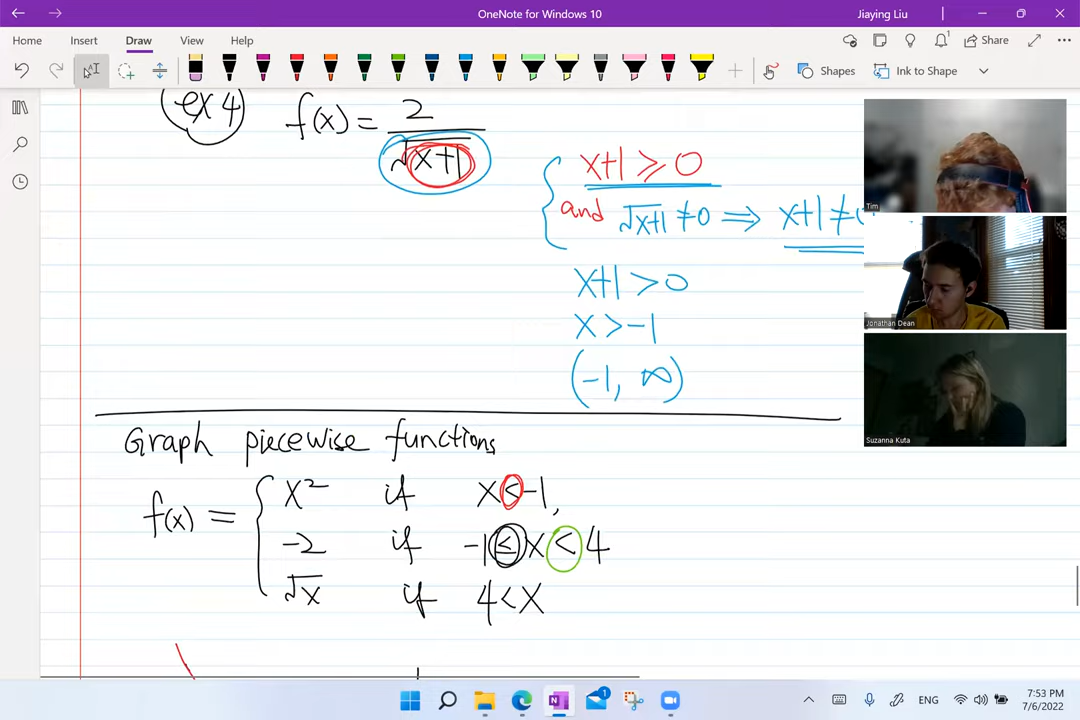 OneNote for Windows 10
Jiaying Liu
Home Insert Draw View Help
Share
Shapes
Ink to Shape
ex 4 f(x) = 2/√x+1
x+1 ≥ 0
and √x+1 ≠ 0 ⟹ x+1 ≠ 0
x+1 > 0
x > -1
(-1, ∞)
Tim
Jonathan Dean
Suzanna Kuta
Graph piecewise functions
f(x) = { x² if x < -1,
-2 if -1 ≤ x < 4
√x if 4 < x
1
ENG
7:53 PM
7/6/2022